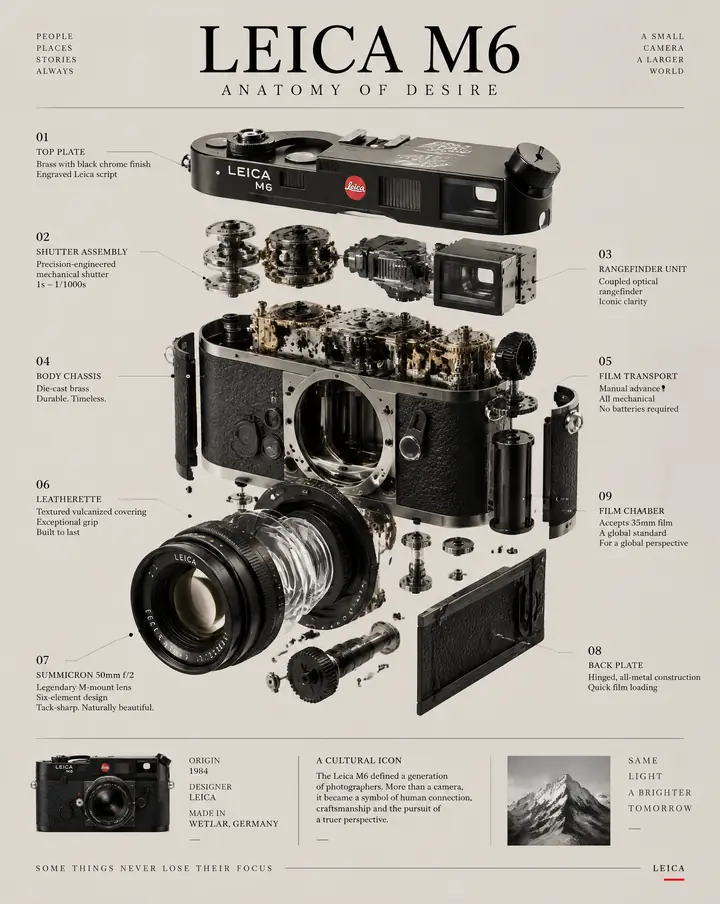 PEOPLE
PLACES
STORIES
ALWAYS
LEICA M6
ANATOMY OF DESIRE
A SMALL
CAMERA
A LARGER
WORLD
01
TOP PLATE
Brass with black chrome finish
Engraved Leica script
LEICA
M6
Leica
02
SHUTTER ASSEMBLY
Precision-engineered
mechanical shutter
1s – 1/1000s
03
RANGEFINDER UNIT
Coupled optical
rangefinder
Iconic clarity
04
BODY CHASSIS
Die-cast brass
Durable. Timeless.
05
FILM TRANSPORT
Manual advance
All mechanical
No batteries required
06
LEATHERETTE
Textured vulcanized covering
Exceptional grip
Built to last
09
FILM CHAMBER
Accepts 35mm film
A global standard
For a global perspective
LEICA
07
SUMMICRON 50mm f/2
Legendary M-mount lens
Six-element design
Tack-sharp. Naturally beautiful.
08
BACK PLATE
Hinged, all-metal construction
Quick film loading
LEICA
M6
ORIGIN
1984
DESIGNER
LEICA
MADE IN
WETLAR, GERMANY
A CULTURAL ICON
The Leica M6 defined a generation
of photographers. More than a camera,
it became a symbol of human connection,
craftsmanship and the pursuit of
a truer perspective.
SAME
LIGHT
A BRIGHTER
TOMORROW
SOME THINGS NEVER LOSE THEIR FOCUS
LEICA